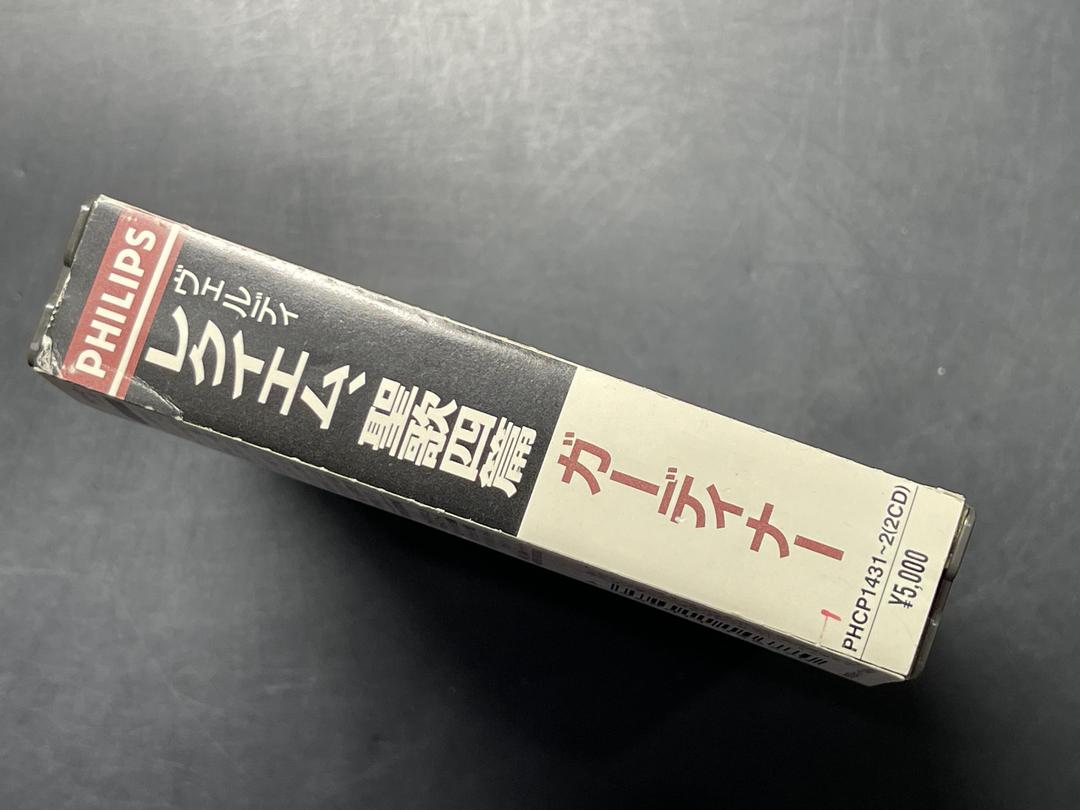 PHILIPS
ヴェルディ
レクイエム、聖歌四篇
ガーディナー
PHCP1431~2(2CD)
¥5,000